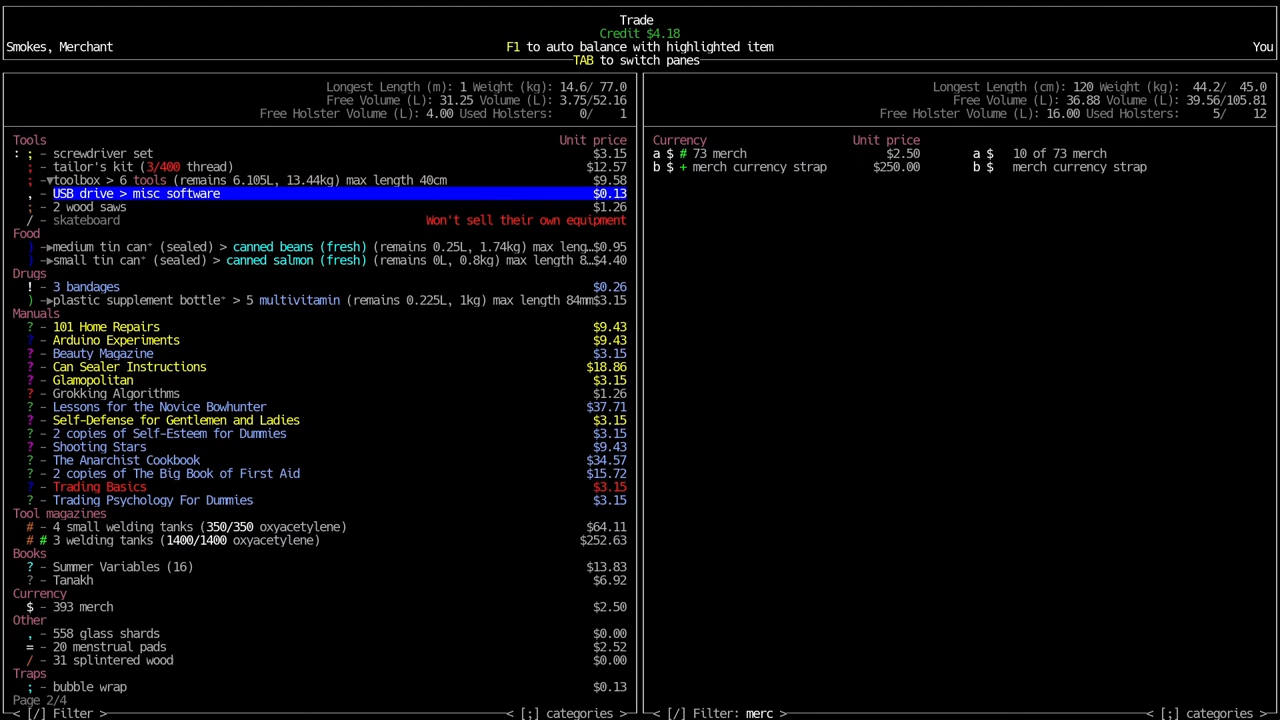 Trade
Credit $4.18
Smokes, Merchant F1 to auto balance with highlighted item You
TAB to switch panes
Longest Length (m): 1 Weight (kg): 14.6/ 77.0
Free Volume (L): 31.25 Volume (L): 3.75/52.16
Free Holster Volume (L): 4.00 Used Holsters: 0/ 1
Tools Unit price
: ; - screwdriver set $3.15
; - tailor's kit (3/400 thread) $12.57
; -▼toolbox > 6 tools (remains 6.105L, 13.44kg) max length 40cm $9.58
, - USB drive > misc software $0.13
; - 2 wood saws $1.26
/ - skateboard Won't sell their own equipment
Food
) -▶medium tin can* (sealed) > canned beans (fresh) (remains 0.25L, 1.74kg) max leng…$0.95
) -▶small tin can* (sealed) > canned salmon (fresh) (remains 0L, 0.8kg) max length 8…$4.40
Drugs
! - 3 bandages $0.26
) -▶plastic supplement bottle* > 5 multivitamin (remains 0.225L, 1kg) max length 84mm$3.15
Manuals
? - 101 Home Repairs $9.43
? - Arduino Experiments $9.43
? - Beauty Magazine $3.15
? - Can Sealer Instructions $18.86
? - Glamopolitan $3.15
? - Grokking Algorithms $1.26
? - Lessons for the Novice Bowhunter $37.71
? - Self-Defense for Gentlemen and Ladies $3.15
? - 2 copies of Self-Esteem for Dummies $3.15
? - Shooting Stars $9.43
? - The Anarchist Cookbook $34.57
? - 2 copies of The Big Book of First Aid $15.72
? - Trading Basics $3.15
? - Trading Psychology For Dummies $3.15
Tool magazines
# - 4 small welding tanks (350/350 oxyacetylene) $64.11
# # 3 welding tanks (1400/1400 oxyacetylene) $252.63
Books
? - Summer Variables (16) $13.83
? - Tanakh $6.92
Currency
$ - 393 merch $2.50
Other
, - 558 glass shards $0.00
= - 20 menstrual pads $2.52
/ - 31 splintered wood $0.00
Traps
; - bubble wrap $0.13
Page 2/4
< [/] Filter > < [;] categories >
Longest Length (cm): 120 Weight (kg): 44.2/ 45.0
Free Volume (L): 36.88 Volume (L): 39.56/105.81
Free Holster Volume (L): 16.00 Used Holsters: 5/ 12
Currency Unit price
a $ # 73 merch $2.50 a $ 10 of 73 merch
b $ + merch currency strap $250.00 b $ merch currency strap
< [/] Filter: merc > < [;] categories >